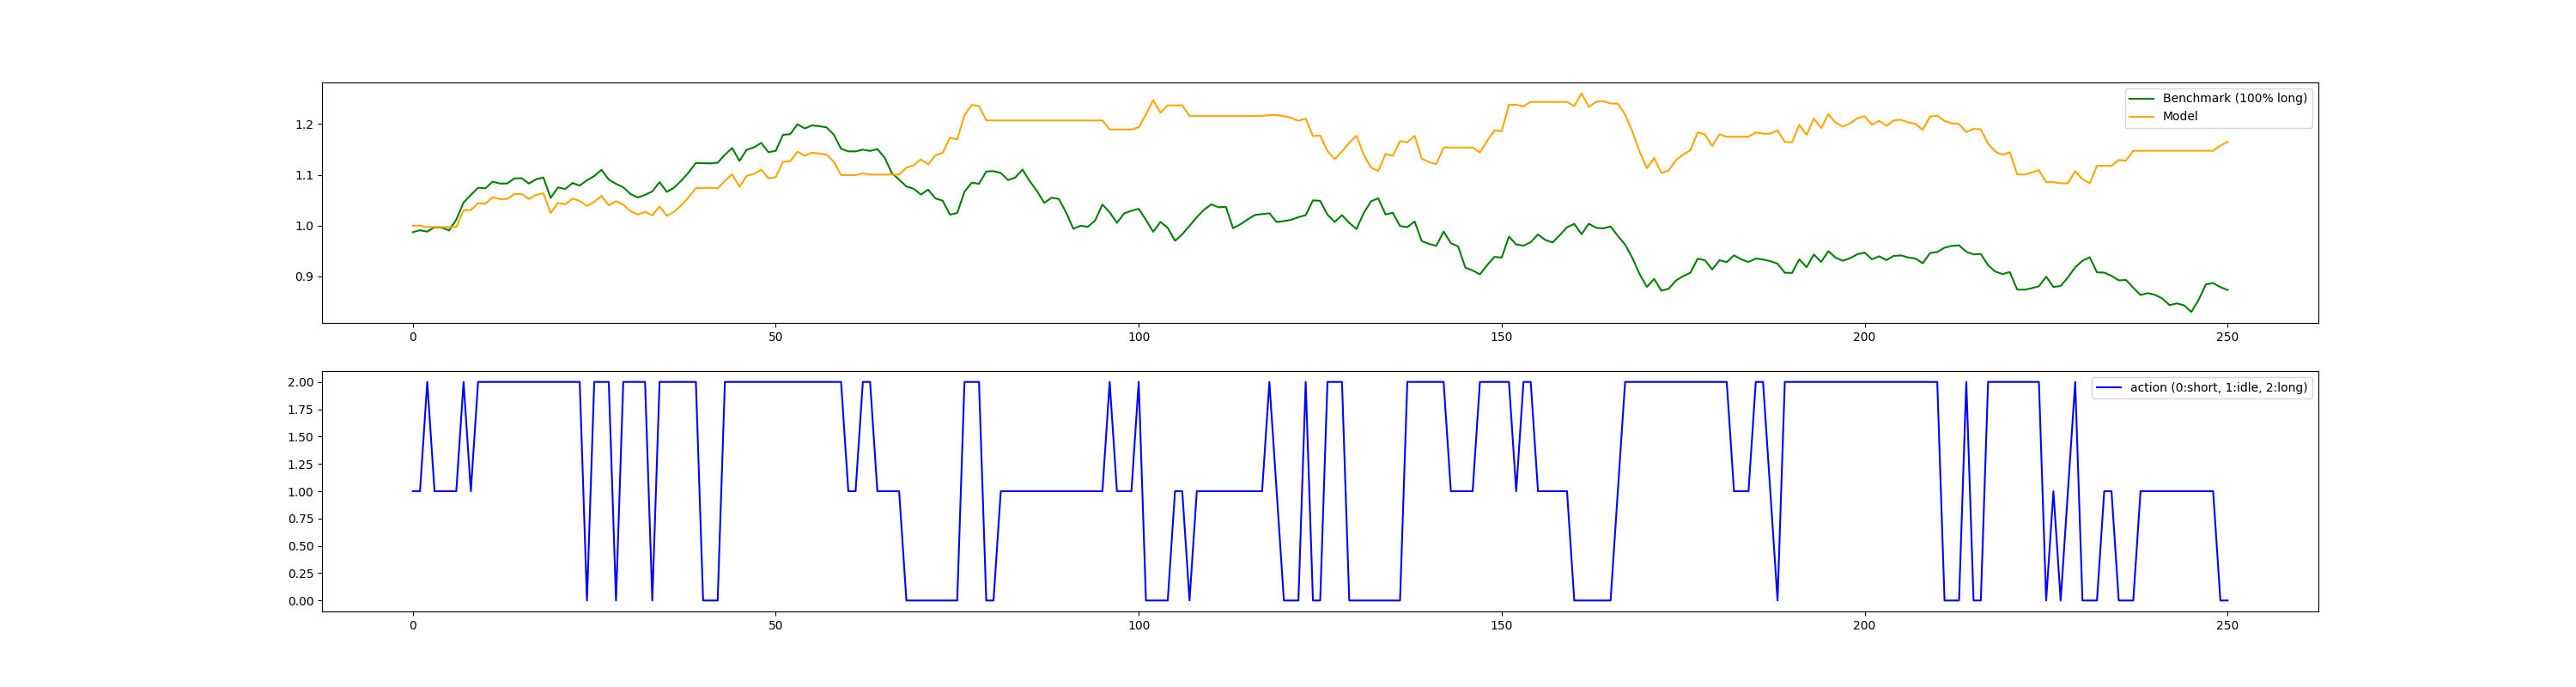 Benchmark (100% long)
Model
1.2
1.1
1.0
0.9
0 50 100 150 200 250
action (0:short, 1:idle, 2:long)
2.00
1.75
1.50
1.25
1.00
0.75
0.50
0.25
0.00
0 50 100 150 200 250